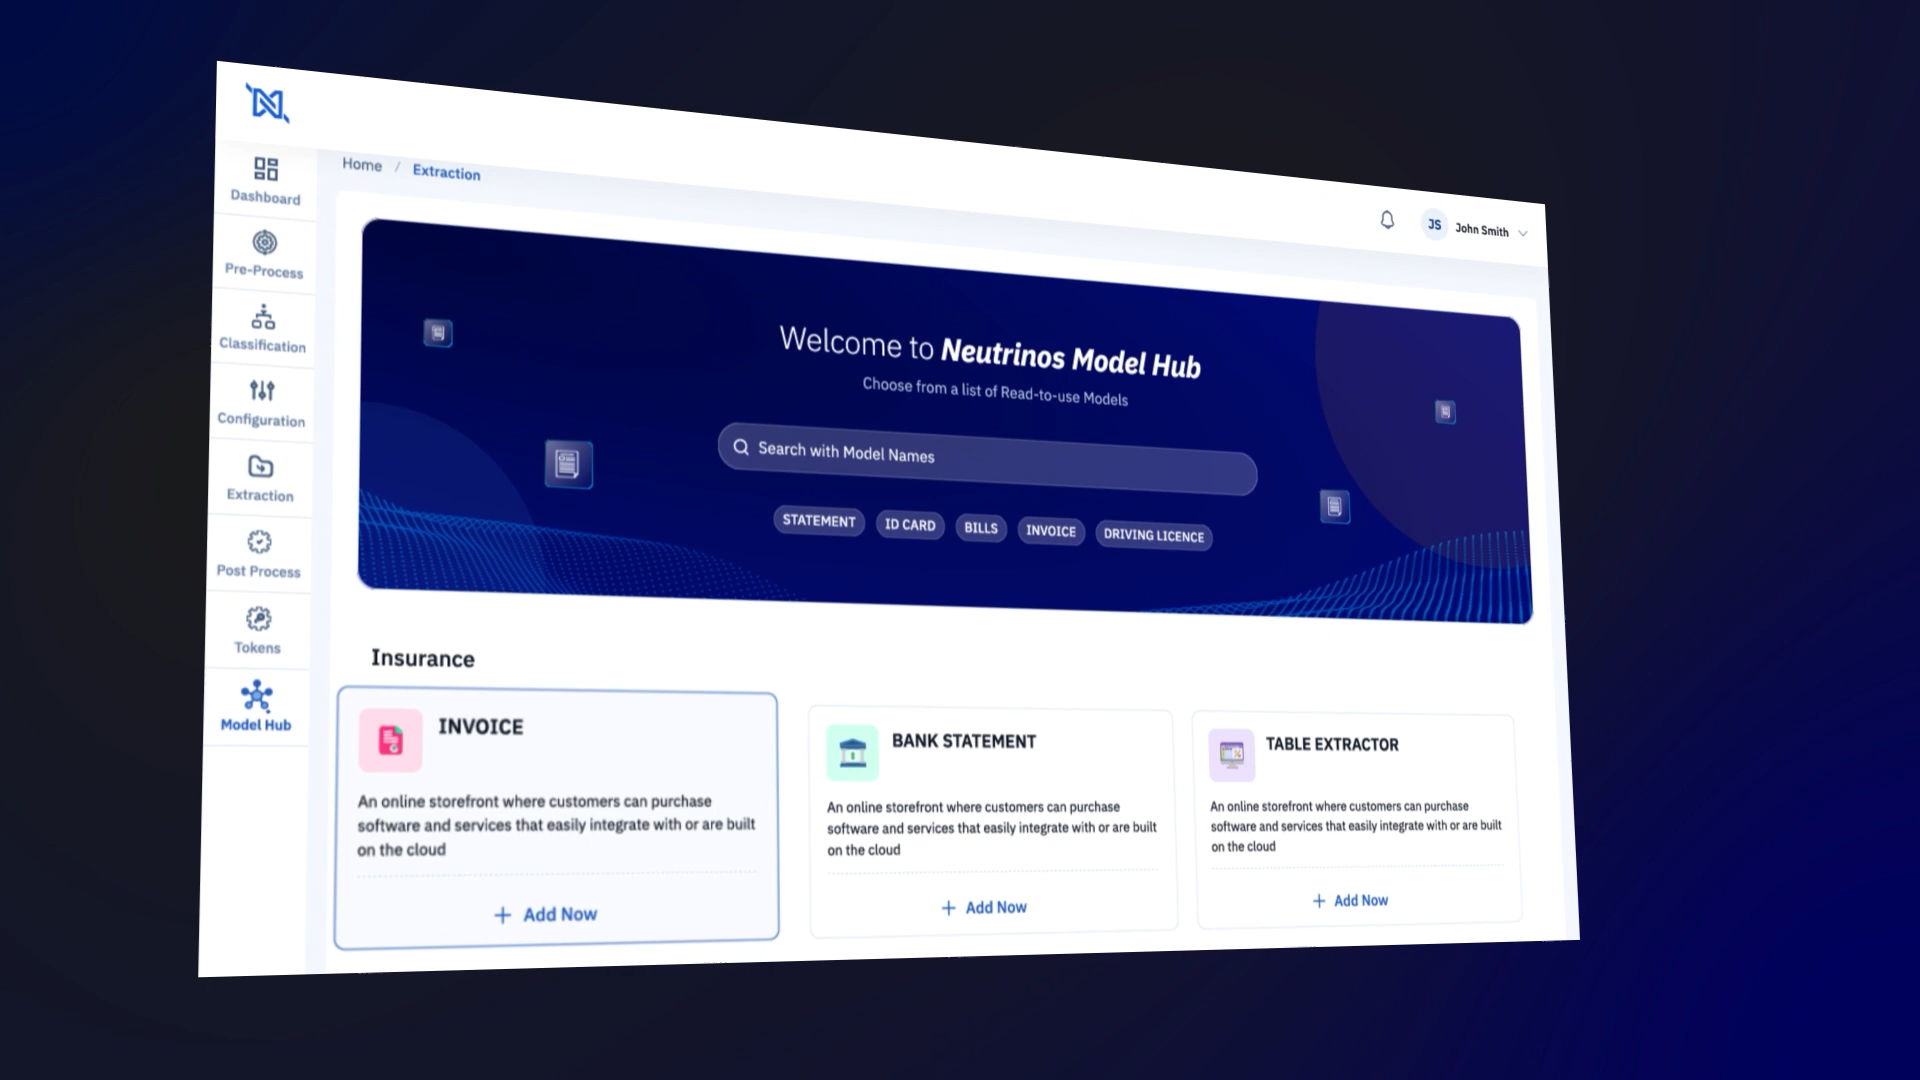 Home / Extraction
JS John Smith
Dashboard
Pre-Process
Classification
Configuration
Extraction
Post Process
Tokens
Model Hub
Welcome to Neutrinos Model Hub
Choose from a list of Read-to-use Models
Search with Model Names
STATEMENT ID CARD BILLS INVOICE DRIVING LICENCE
Insurance
INVOICE
An online storefront where customers can purchase
software and services that easily integrate with or are built
on the cloud
+ Add Now
BANK STATEMENT
An online storefront where customers can purchase
software and services that easily integrate with or are built
on the cloud
+ Add Now
TABLE EXTRACTOR
An online storefront where customers can purchase
software and services that easily integrate with or are built
on the cloud
+ Add Now